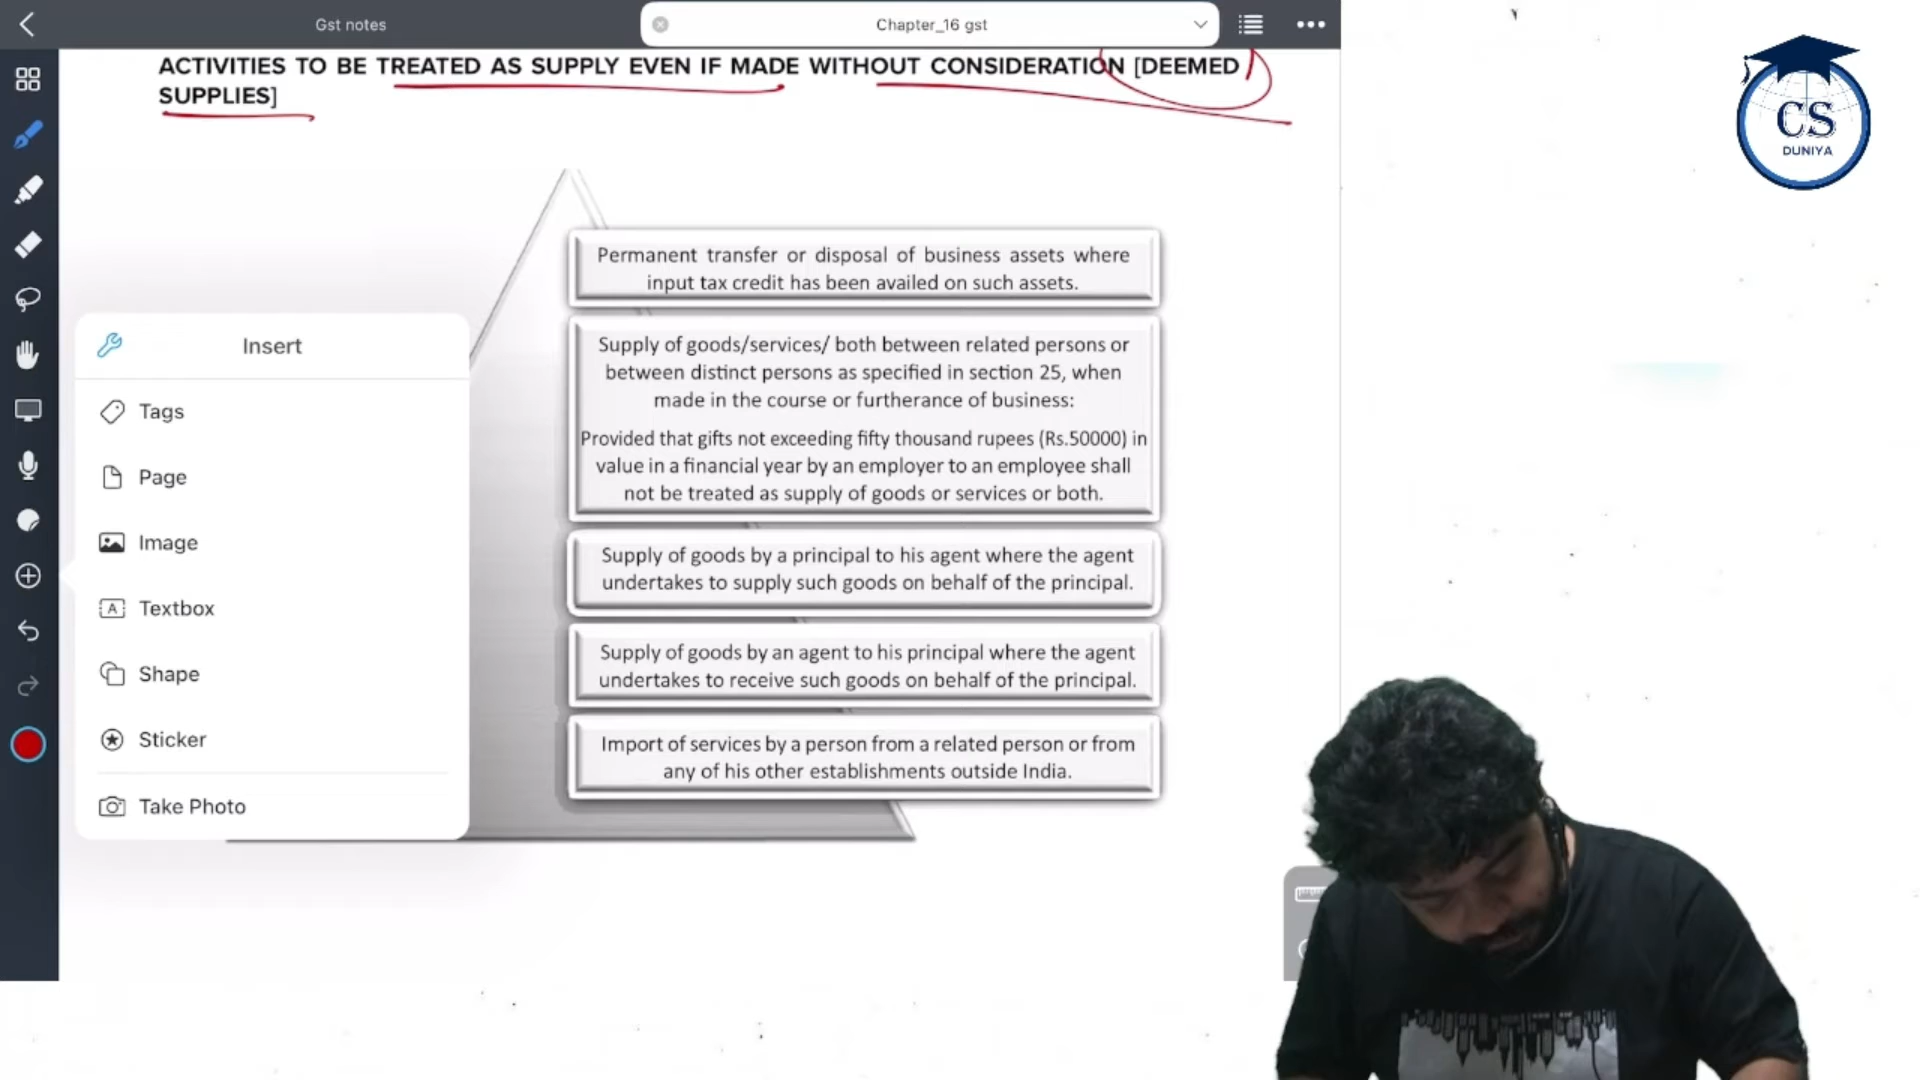 Gst notes
Chapter_16 gst
ACTIVITIES TO BE TREATED AS SUPPLY EVEN IF MADE WITHOUT CONSIDERATION [DEEMED
SUPPLIES]
CS
DUNIYA
Permanent transfer or disposal of business assets where
input tax credit has been availed on such assets.
Supply of goods/services/ both between related persons or
between distinct persons as specified in section 25, when
made in the course or furtherance of business:
Provided that gifts not exceeding fifty thousand rupees (Rs.50000) in
value in a financial year by an employer to an employee shall
not be treated as supply of goods or services or both.
Supply of goods by a principal to his agent where the agent
undertakes to supply such goods on behalf of the principal.
Supply of goods by an agent to his principal where the agent
undertakes to receive such goods on behalf of the principal.
Import of services by a person from a related person or from
any of his other establishments outside India.
Insert
Tags
Page
Image
A Textbox
Shape
Sticker
Take Photo